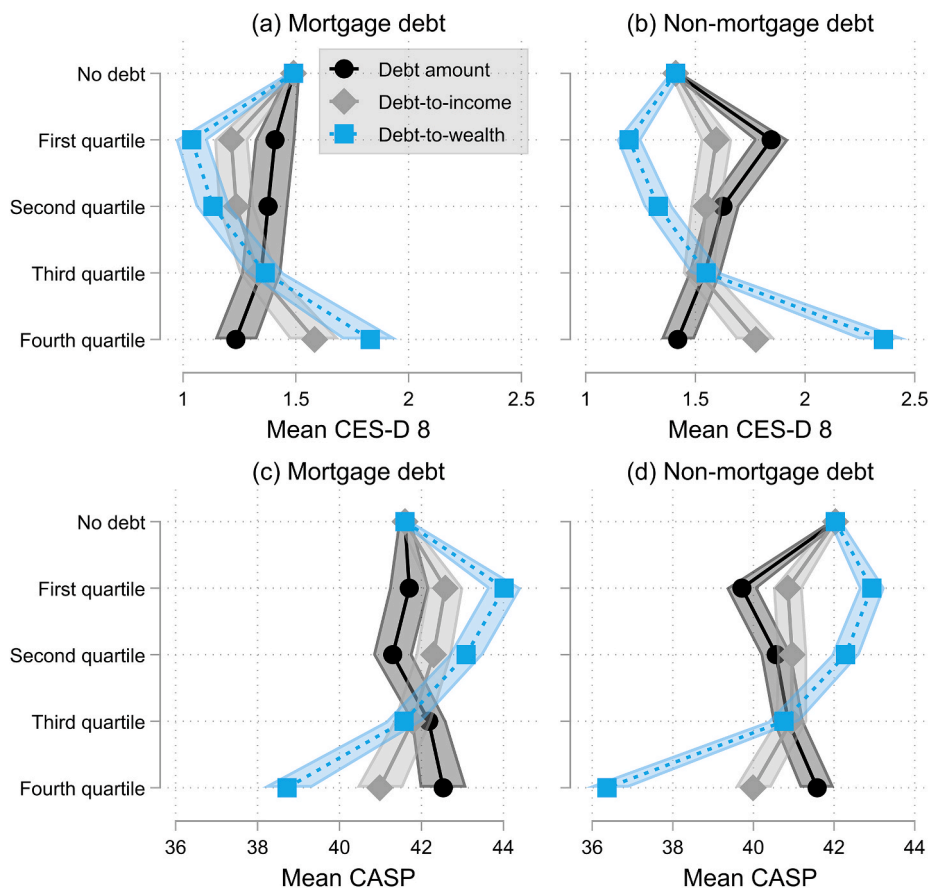 (a) Mortgage debt
(b) Non-mortgage debt
No debt
First quartile
Second quartile
Third quartile
Fourth quartile
Debt amount
Debt-to-income
Debt-to-wealth
1 1.5 2 2.5
1 1.5 2 2.5
Mean CES-D 8
Mean CES-D 8
(c) Mortgage debt
(d) Non-mortgage debt
No debt
First quartile
Second quartile
Third quartile
Fourth quartile
36 38 40 42 44
36 38 40 42 44
Mean CASP
Mean CASP